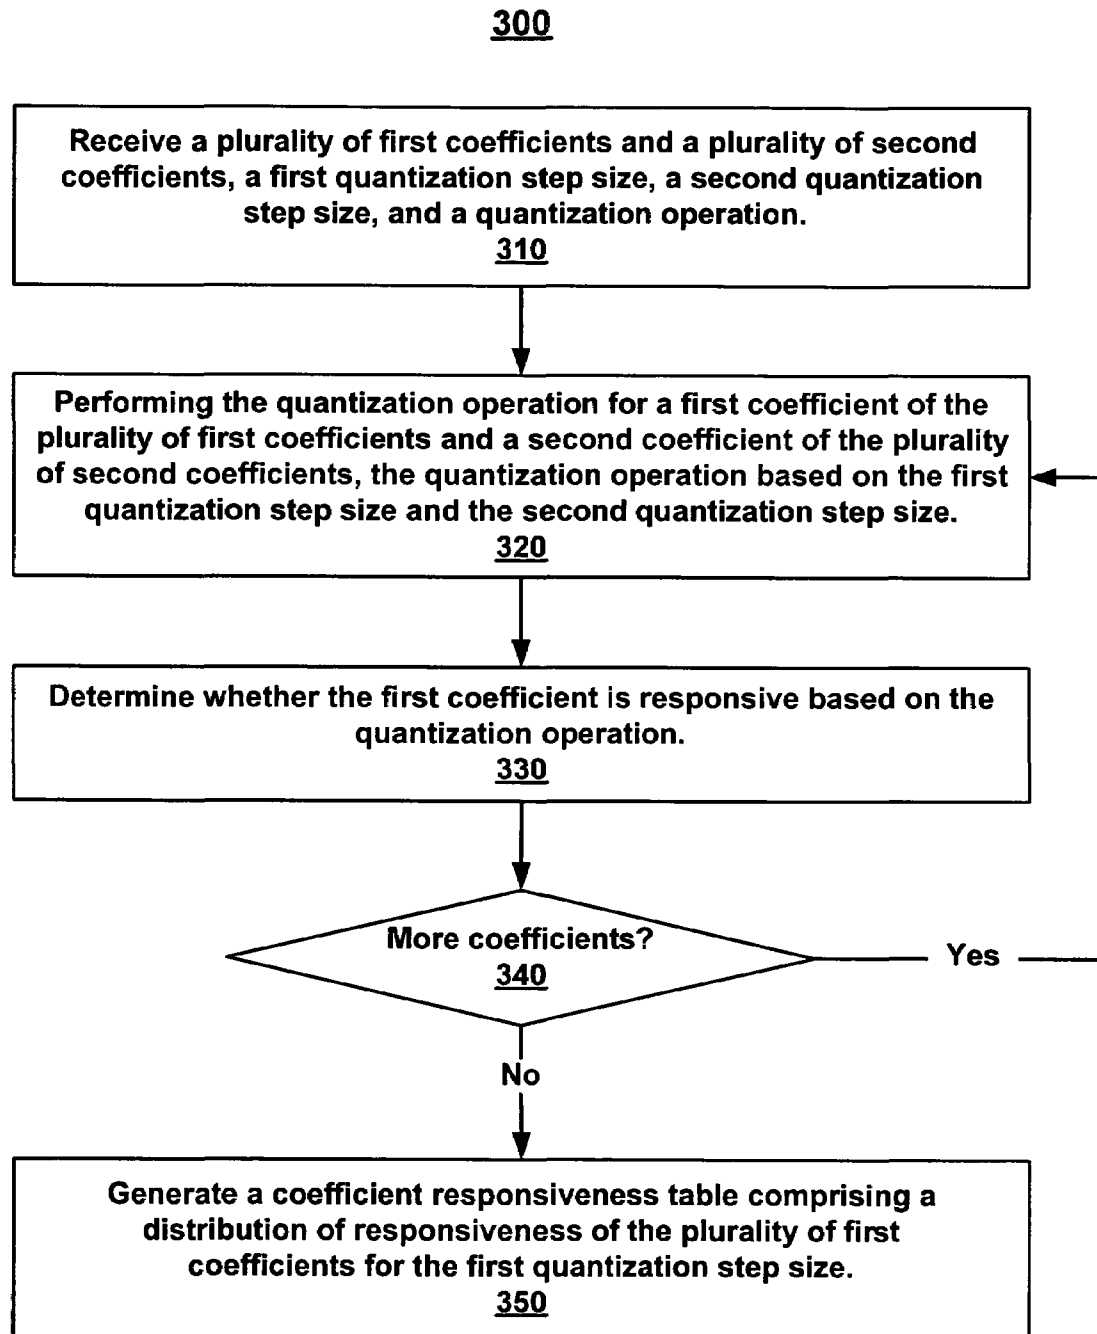 300
Receive a plurality of first coefficients and a plurality of second
coefficients, a first quantization step size, a second quantization
step size, and a quantization operation.
310
Performing the quantization operation for a first coefficient of the
plurality of first coefficients and a second coefficient of the plurality
of second coefficients, the quantization operation based on the first
quantization step size and the second quantization step size.
320
Determine whether the first coefficient is responsive based on the
quantization operation.
330
More coefficients?
340
Yes
No
Generate a coefficient responsiveness table comprising a
distribution of responsiveness of the plurality of first
coefficients for the first quantization step size.
350